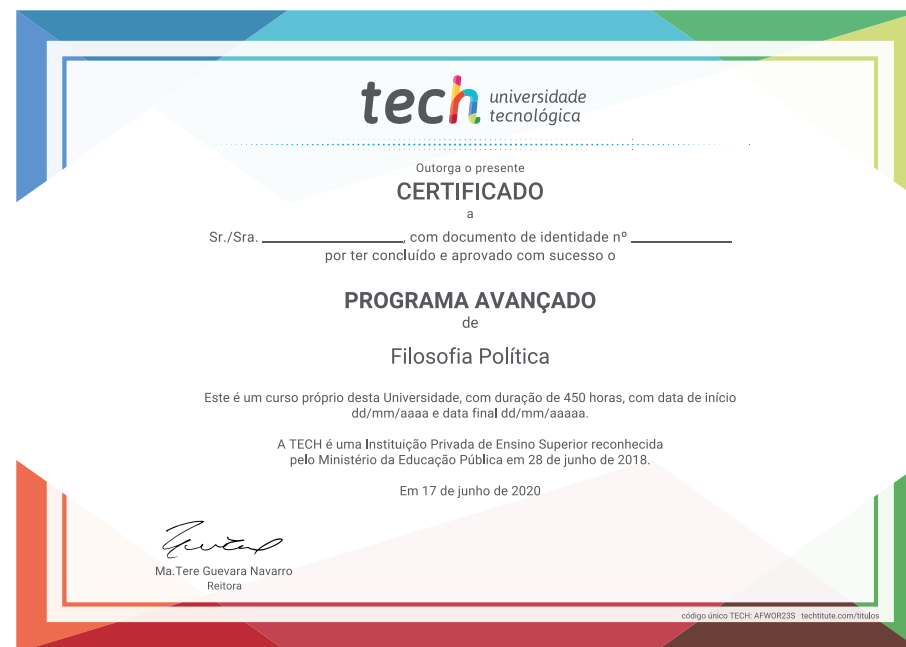 tech universidade
tecnológica
Outorga o presente
CERTIFICADO
a
Sr./Sra. ____________, com documento de identidade nº ____________
por ter concluído e aprovado com sucesso o
PROGRAMA AVANÇADO
de
Filosofia Política
Este é um curso próprio desta Universidade, com duração de 450 horas, com data de início
dd/mm/aaaa e data final dd/mm/aaaaa.
A TECH é uma Instituição Privada de Ensino Superior reconhecida
pelo Ministério da Educação Pública em 28 de junho de 2018.
Em 17 de junho de 2020
Ma.Tere Guevara Navarro
Reitora
código único TECH: AFWOR23S techtitute.com/titulos